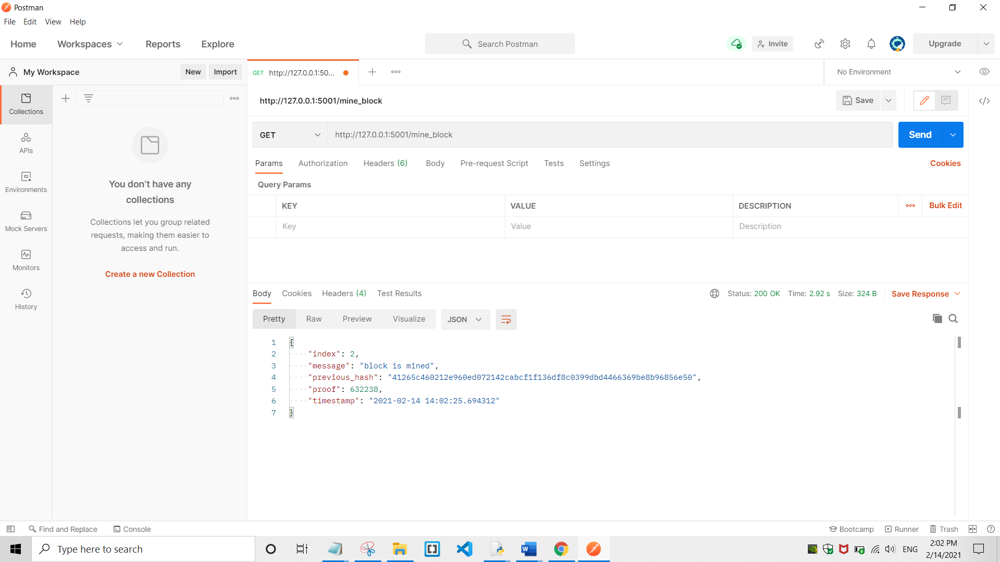 Postman
File Edit View Help
Home Workspaces Reports Explore Search Postman Invite Upgrade
My Workspace New Import GET http://127.0.0.1:50... No Environment
http://127.0.0.1:5001/mine_block Save
GET http://127.0.0.1:5001/mine_block Send
Params Authorization Headers (6) Body Pre-request Script Tests Settings Cookies
Query Params
KEY VALUE DESCRIPTION Bulk Edit
Key Value Description
Collections
APIs
Environments
Mock Servers
Monitors
History
You don’t have any
collections
Collections let you group related
requests, making them easier to
access and run.
Create a new Collection
Body Cookies Headers (4) Test Results Status: 200 OK Time: 2.92 s Size: 324 B Save Response
Pretty Raw Preview Visualize JSON
1 {
2 "index": 2,
3 "message": "block is mined",
4 "previous_hash": "41265c460212e960ed072142cabcf1f136df8c0399dbd4466369be8b96856e50",
5 "proof": 632238,
6 "timestamp": "2021-02-14 14:02:25.694312"
7 }
Find and Replace Console Bootcamp Runner Trash
Type here to search ENG 2:02 PM
2/14/2021